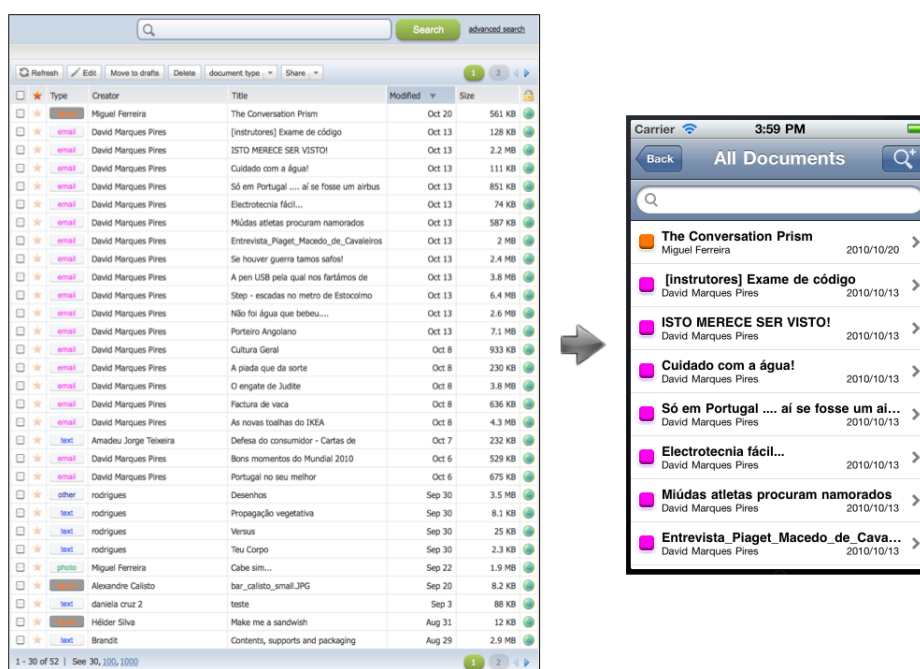 Search advanced search
Refresh Edit Move to drafts Delete document type Share 1 2
Type Creator Title Modified Size
Miguel Ferreira The Conversation Prism Oct 20 561 KB
email David Marques Pires [instrutores] Exame de código Oct 13 128 KB
email David Marques Pires ISTO MERECE SER VISTO! Oct 13 2.2 MB
email David Marques Pires Cuidado com a água! Oct 13 111 KB
email David Marques Pires Só em Portugal .... aí se fosse um airbus Oct 13 851 KB
email David Marques Pires Electrotecnia fácil... Oct 13 74 KB
email David Marques Pires Miúdas atletas procuram namorados Oct 13 587 KB
email David Marques Pires Entrevista_Piaget_Macedo_de_Cavaleiros Oct 13 2 MB
email David Marques Pires Se houver guerra tamos safos! Oct 13 2.4 MB
email David Marques Pires A pen USB pela qual nos fartámos de Oct 13 3.8 MB
email David Marques Pires Step - escadas no metro de Estocolmo Oct 13 6.4 MB
email David Marques Pires Não foi água que bebeu.... Oct 13 2.6 MB
email David Marques Pires Porteiro Angolano Oct 13 7.1 MB
email David Marques Pires Cultura Geral Oct 8 933 KB
email David Marques Pires A piada que da sorte Oct 8 230 KB
email David Marques Pires O engate de Judite Oct 8 3.8 MB
email David Marques Pires Factura de vaca Oct 8 636 KB
email David Marques Pires As novas toalhas do IKEA Oct 8 4.3 MB
text Amadeu Jorge Teixeira Defesa do consumidor - Cartas de Oct 7 232 KB
email David Marques Pires Bons momentos do Mundial 2010 Oct 6 529 KB
email David Marques Pires Portugal no seu melhor Oct 6 675 KB
other rodrigues Desenhos Sep 30 3.5 MB
text rodrigues Propagação vegetativa Sep 30 8.1 KB
text rodrigues Versus Sep 30 25 KB
text rodrigues Teu Corpo Sep 30 2.3 KB
photo Miguel Ferreira Cabe sim... Sep 22 1.9 MB
Alexandre Calisto bar_calisto_small.JPG Sep 20 8.2 KB
text daniela cruz 2 teste Sep 3 88 KB
Hélder Silva Make me a sandwish Aug 31 12 KB
text Brandit Contents, supports and packaging Aug 29 2.9 MB
1 - 30 of 52 | See 30, 100, 1000 1 2
Carrier 3:59 PM
Back All Documents
The Conversation Prism
Miguel Ferreira 2010/10/20
[instrutores] Exame de código
David Marques Pires 2010/10/13
ISTO MERECE SER VISTO!
David Marques Pires 2010/10/13
Cuidado com a água!
David Marques Pires 2010/10/13
Só em Portugal .... aí se fosse um ai...
David Marques Pires 2010/10/13
Electrotecnia fácil...
David Marques Pires 2010/10/13
Miúdas atletas procuram namorados
David Marques Pires 2010/10/13
Entrevista_Piaget_Macedo_de_Cava...
David Marques Pires 2010/10/13